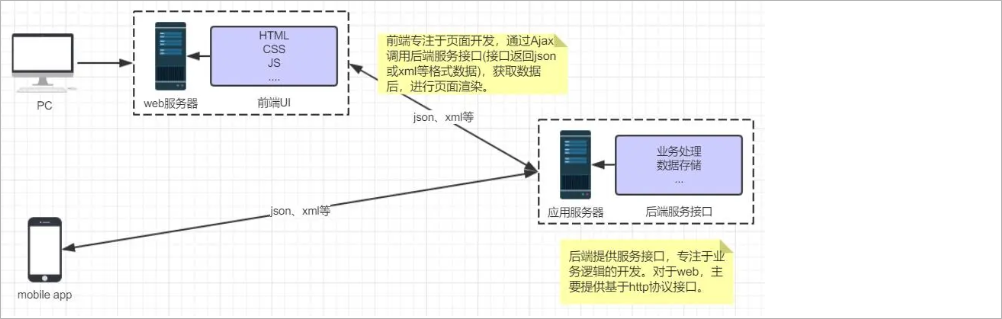 HTML
CSS
JS
....
PC
web服务器
前端UI
前端专注于页面开发，通过Ajax
调用后端服务接口(接口返回json
或xml等格式数据)，获取数据
后，进行页面渲染。
json、xml等
业务处理
数据存储
...
应用服务器
后端服务接口
json、xml等
mobile app
后端提供服务接口，专注于业
务逻辑的开发。对于web，主
要提供基于http协议接口。